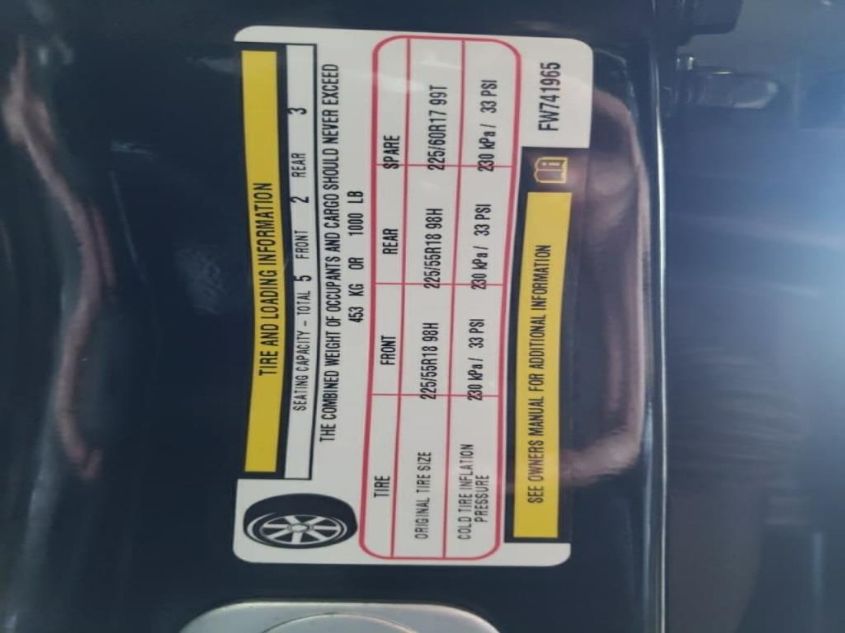 TIRE AND LOADING INFORMATION
SEATING CAPACITY - TOTAL 5 FRONT 2 REAR 3
THE COMBINED WEIGHT OF OCCUPANTS AND CARGO SHOULD NEVER EXCEED
453 KG OR 1000 LB
TIRE FRONT REAR SPARE
ORIGINAL TIRE SIZE 225/55R18 98H 225/55R18 98H 225/60R17 99T
COLD TIRE INFLATION
PRESSURE 230 kPa / 33 PSI 230 kPa / 33 PSI 230 kPa / 33 PSI
SEE OWNERS MANUAL FOR ADDITIONAL INFORMATION
FW741965